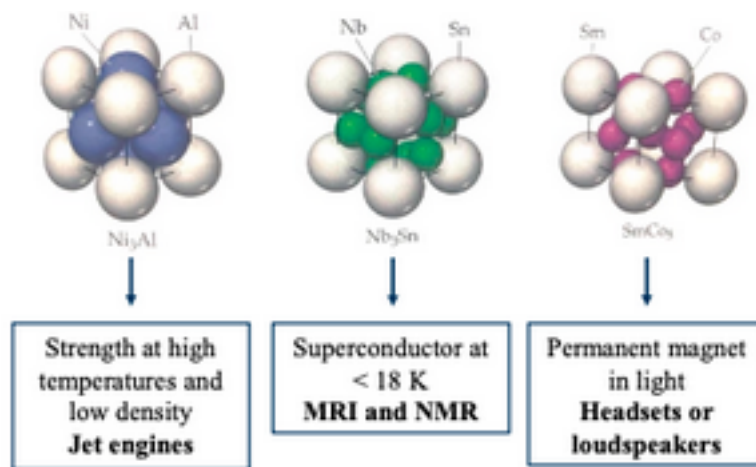 Ni Al
Nb Sn
Sm Co
Ni₃Al
Nb₃Sn
SmCo₅
Strength at high
temperatures and
low density
Jet engines
Superconductor at
< 18 K
MRI and NMR
Permanent magnet
in light
Headsets or
loudspeakers